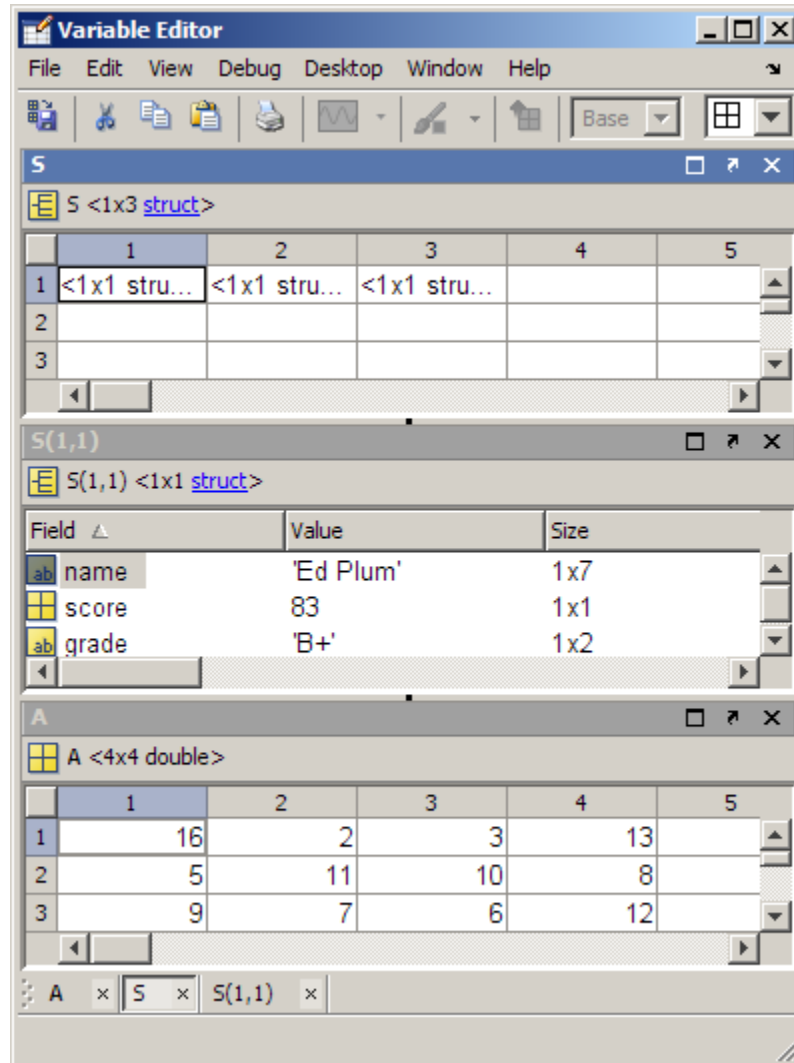 Variable Editor
File Edit View Debug Desktop Window Help
Base
S
S <1x3 struct>
1 2 3 4 5
1 <1x1 stru... <1x1 stru... <1x1 stru...
2
3
S(1,1)
S(1,1) <1x1 struct>
Field Value Size
ab name 'Ed Plum' 1x7
score 83 1x1
ab grade 'B+' 1x2
A
A <4x4 double>
1 2 3 4 5
1 16 2 3 13
2 5 11 10 8
3 9 7 6 12
A S S(1,1)